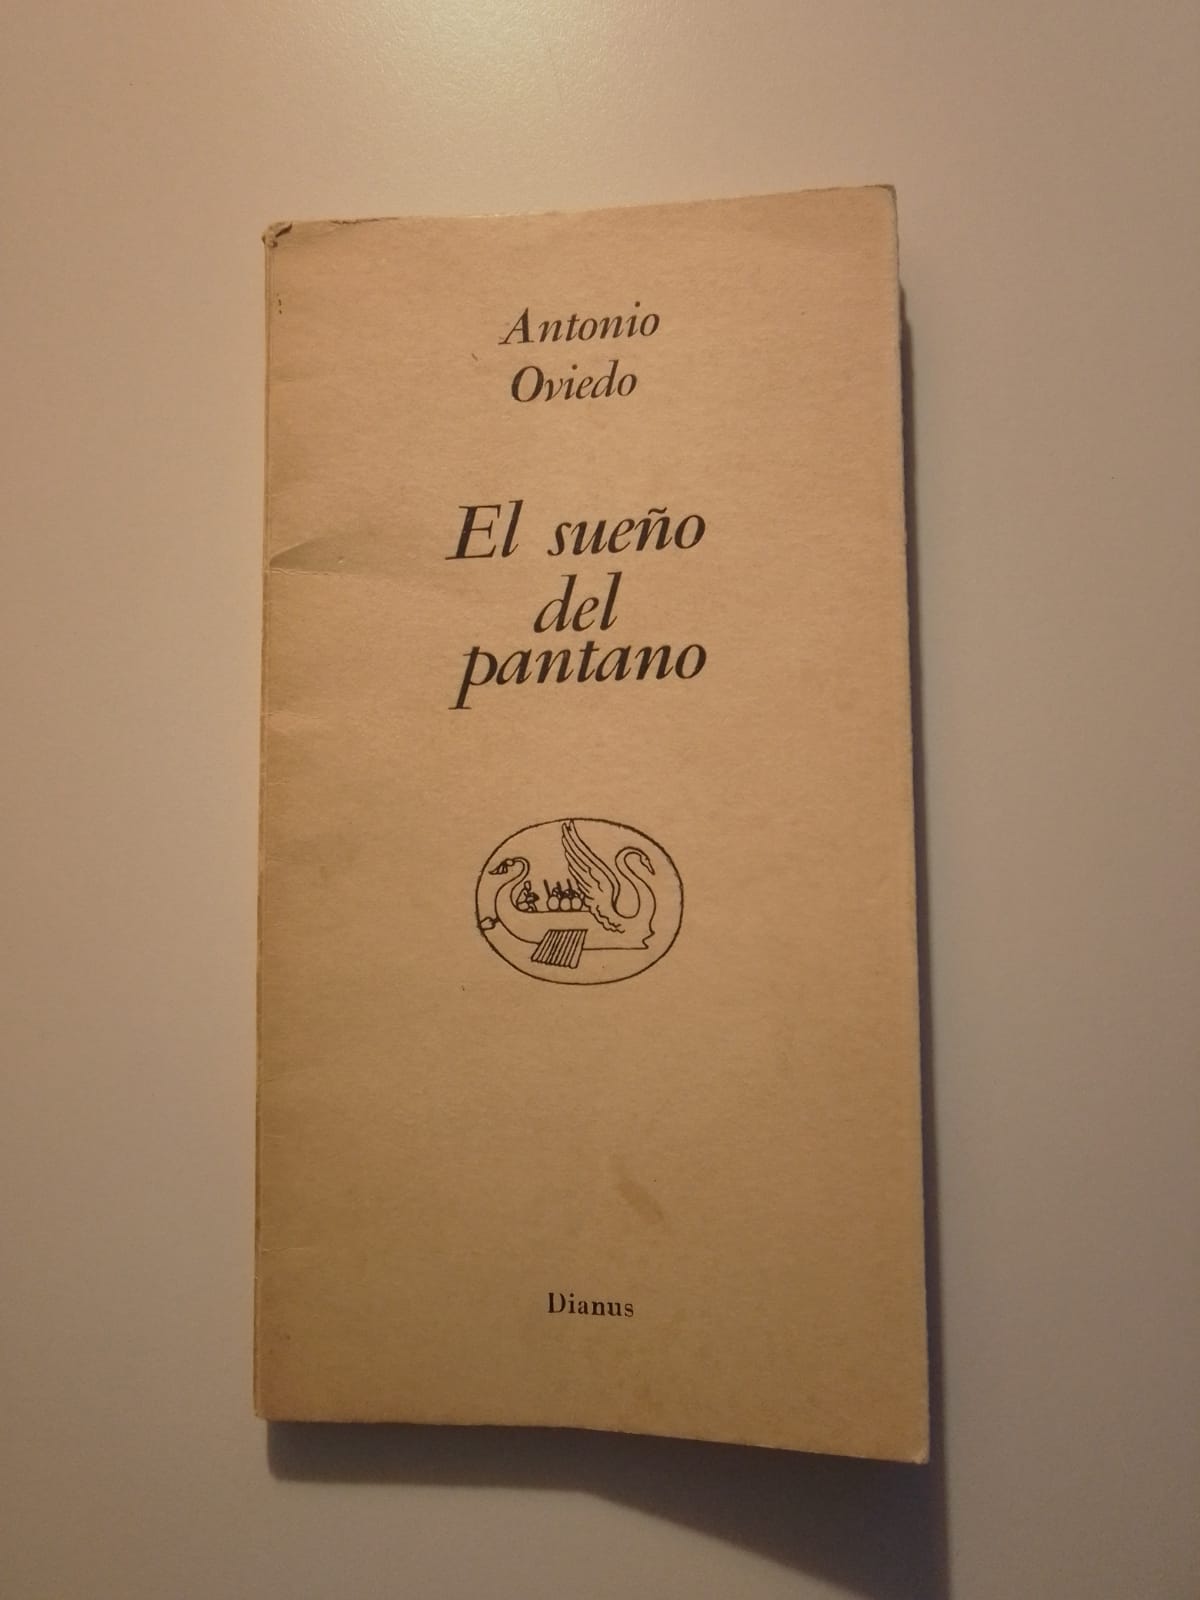 Antonio
Oviedo
El sueño
del
pantano
Dianus